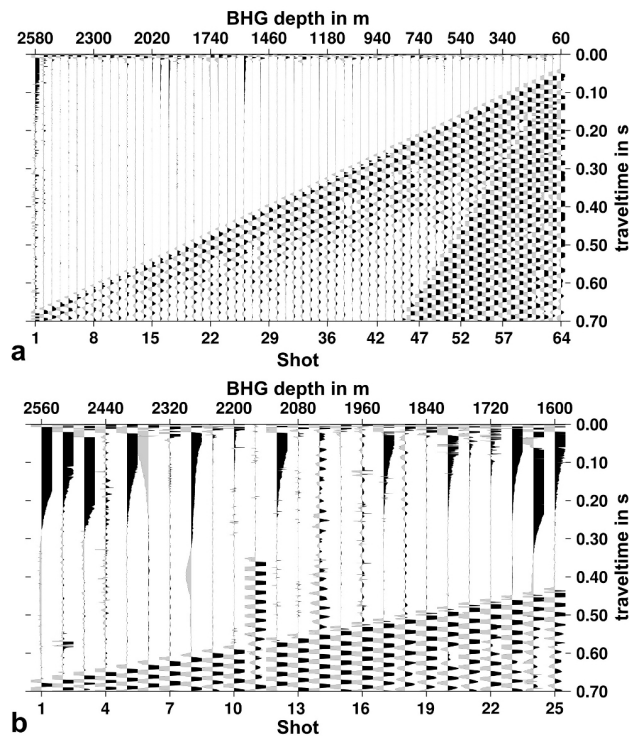 BHG depth in m
2580 2300 2020 1740 1460 1180 940 740 540 340 60
0.00
0.10
0.20
0.30
0.40
0.50
0.60
0.70
traveltime in s
1 8 15 22 29 36 42 47 52 57 64
Shot
a
BHG depth in m
2560 2440 2320 2200 2080 1960 1840 1720 1600
0.00
0.10
0.20
0.30
0.40
0.50
0.60
0.70
traveltime in s
1 4 7 10 13 16 19 22 25
Shot
b